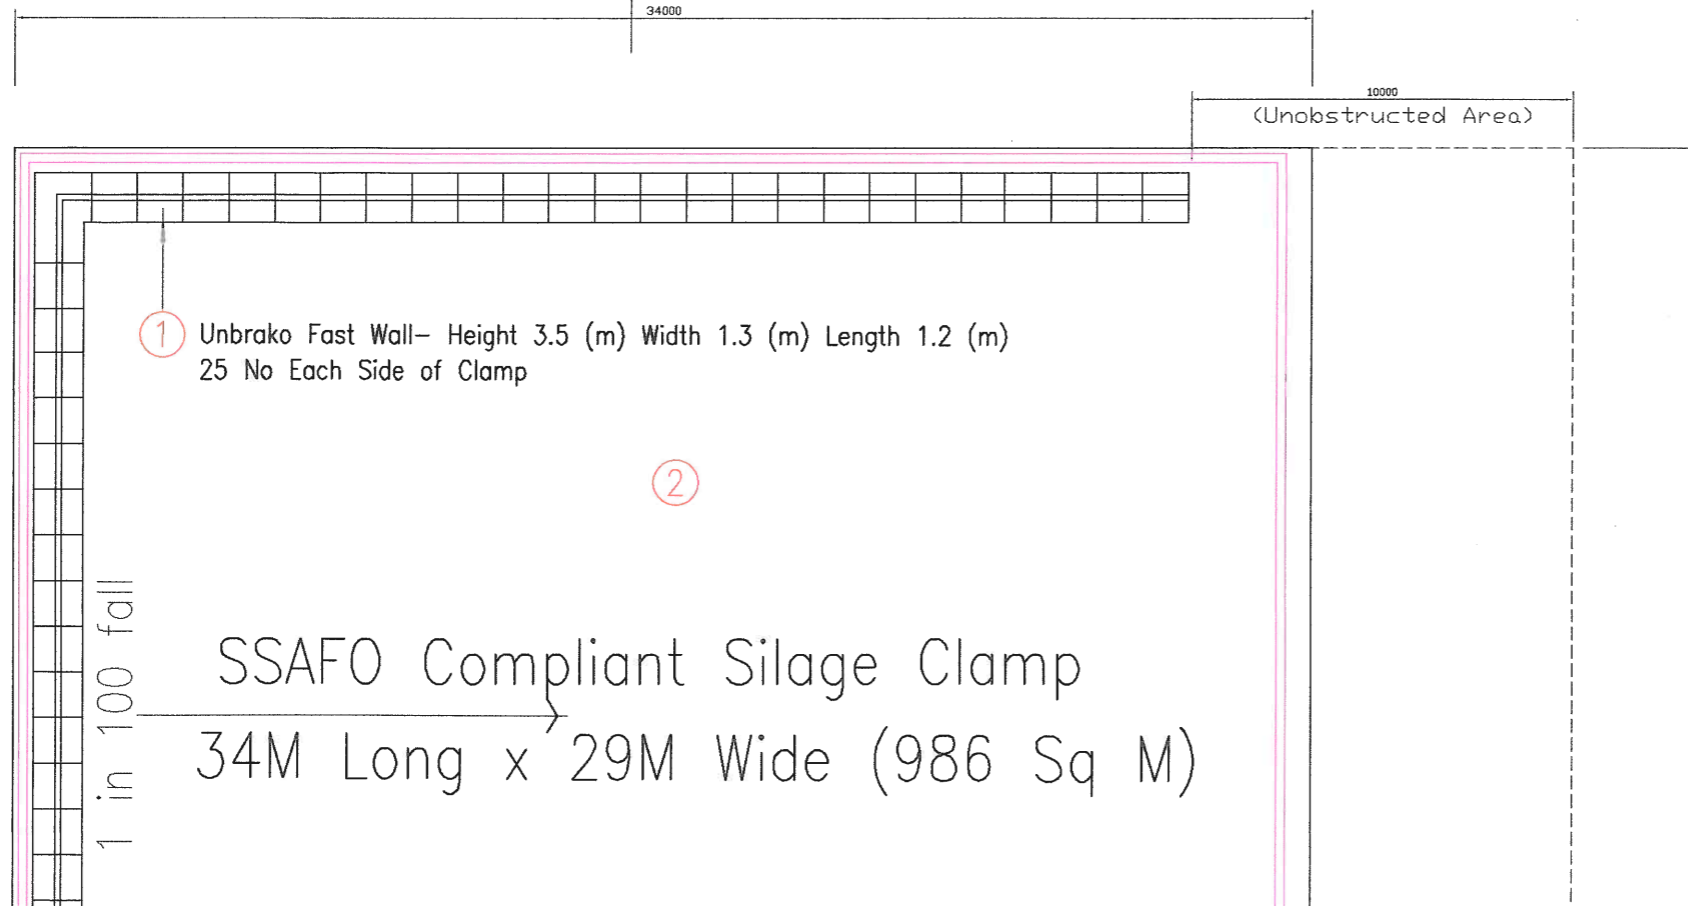 34000
10000
(Unobstructed Area)
1 Unbrako Fast Wall– Height 3.5 (m) Width 1.3 (m) Length 1.2 (m)
25 No Each Side of Clamp
2
1 in 100 fall
SSAFO Compliant Silage Clamp
34M Long x 29M Wide (986 Sq M)